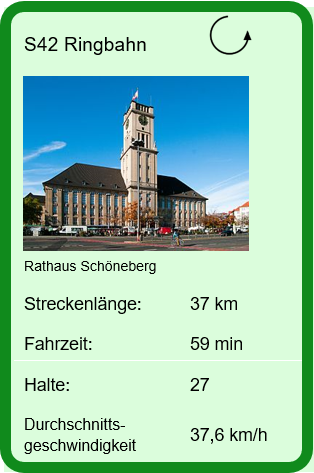 S42 Ringbahn
Rathaus Schöneberg
Streckenlänge: 37 km
Fahrzeit: 59 min
Halte: 27
Durchschnitts-
geschwindigkeit 37,6 km/h